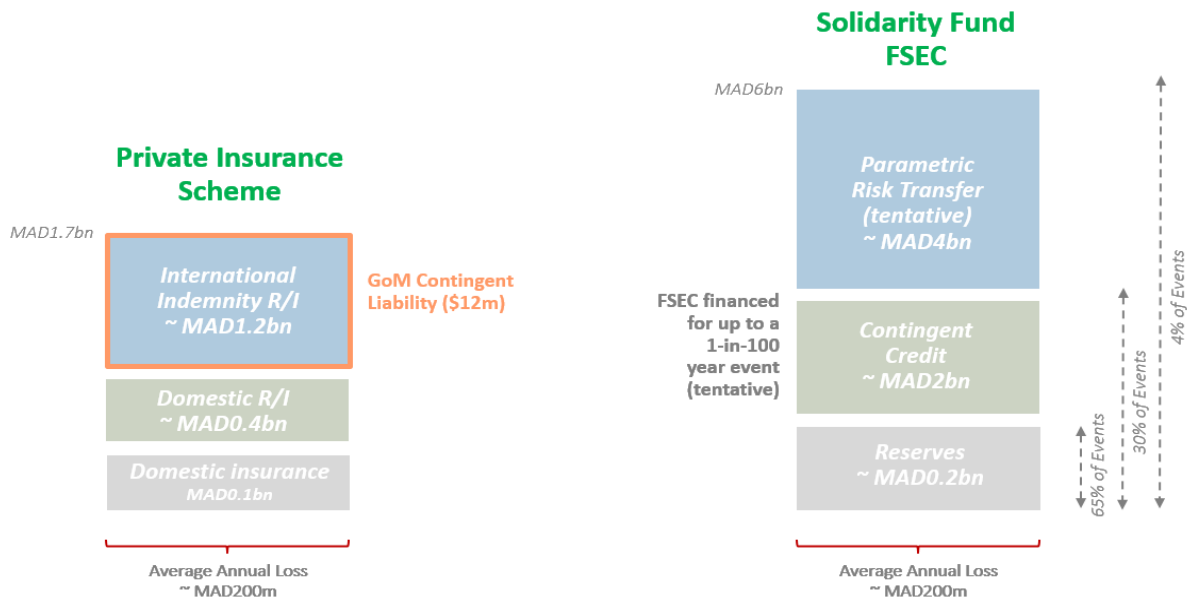 Private Insurance
Scheme
MAD1.7bn
International
Indemnity R/I
~ MAD1.2bn
GoM Contingent
Liability ($12m)
Domestic R/I
~ MAD0.4bn
Domestic insurance
MAD0.1bn
Average Annual Loss
~ MAD200m
Solidarity Fund
FSEC
MAD6bn
Parametric
Risk Transfer
(tentative)
~ MAD4bn
FSEC financed
for up to a
1-in-100
year event
(tentative)
Contingent
Credit
~ MAD2bn
Reserves
~ MAD0.2bn
65% of Events
30% of Events
4% of Events
Average Annual Loss
~ MAD200m